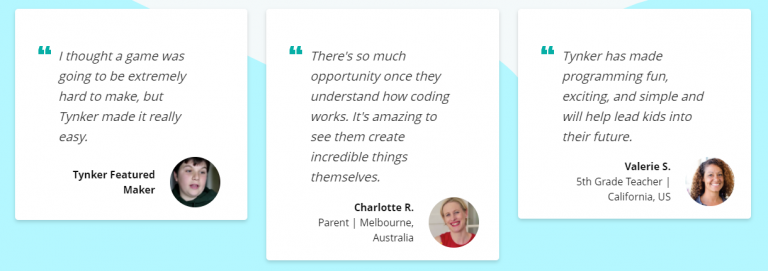 ❝ I thought a game was
going to be extremely
hard to make, but
Tynker made it really
easy.
Tynker Featured
Maker
❝ There's so much
opportunity once they
understand how coding
works. It's amazing to
see them create
incredible things
themselves.
Charlotte R.
Parent | Melbourne,
Australia
❝ Tynker has made
programming fun,
exciting, and simple and
will help lead kids into
their future.
Valerie S.
5th Grade Teacher |
California, US